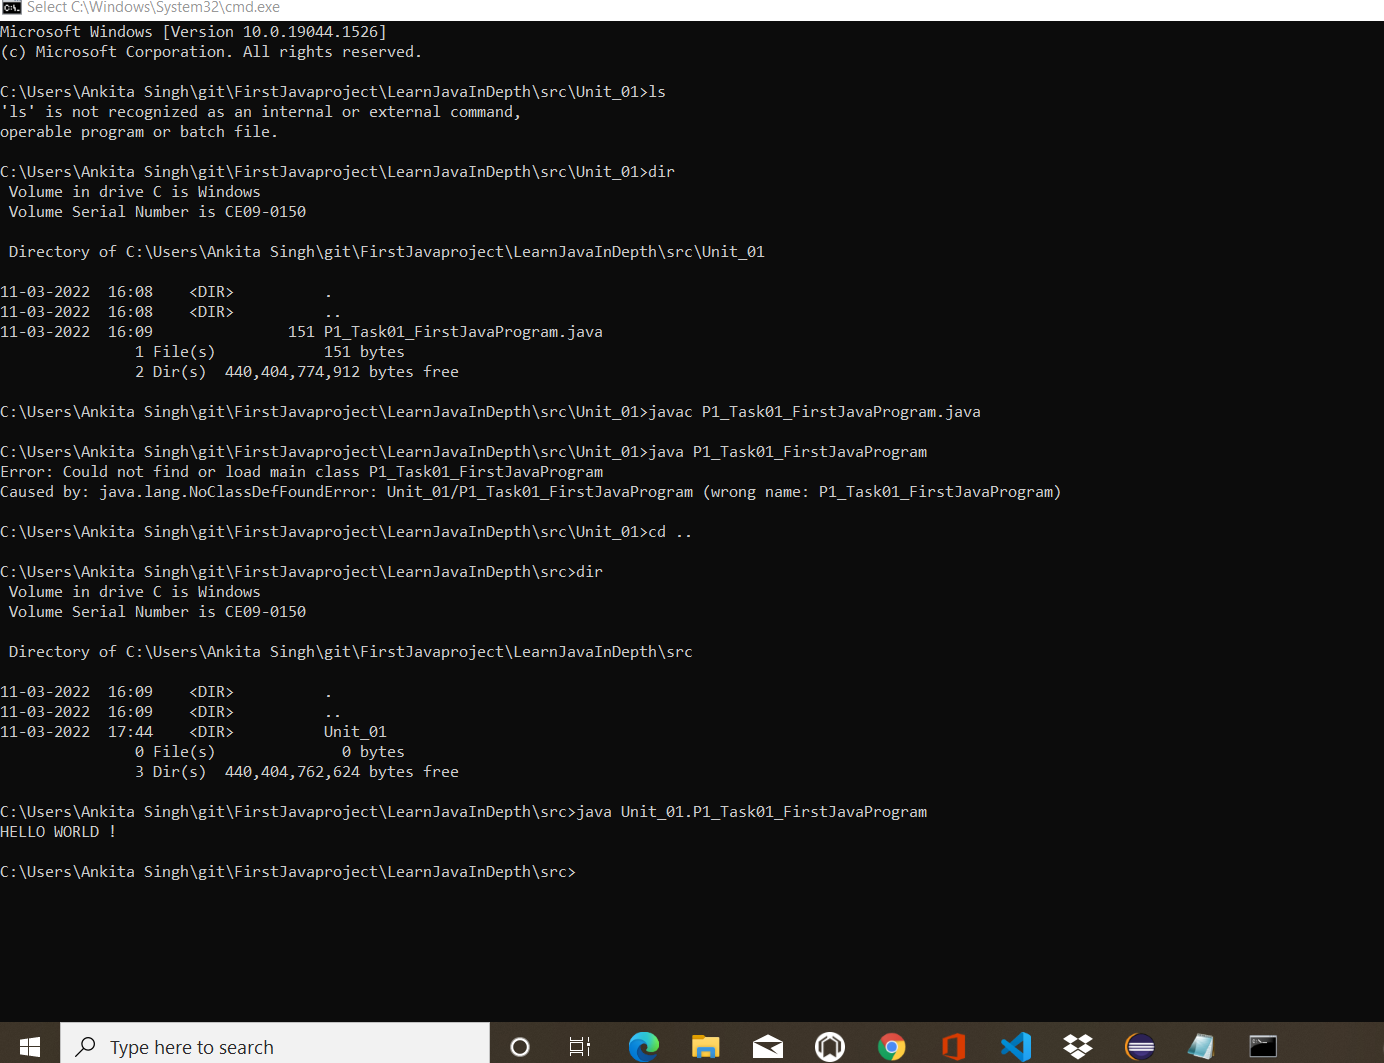 Select C:\Windows\System32\cmd.exe
Microsoft Windows [Version 10.0.19044.1526]
(c) Microsoft Corporation. All rights reserved.
C:\Users\Ankita Singh\git\FirstJavaproject\LearnJavaInDepth\src\Unit_01>ls
'ls' is not recognized as an internal or external command,
operable program or batch file.
C:\Users\Ankita Singh\git\FirstJavaproject\LearnJavaInDepth\src\Unit_01>dir
 Volume in drive C is Windows
 Volume Serial Number is CE09-0150
 Directory of C:\Users\Ankita Singh\git\FirstJavaproject\LearnJavaInDepth\src\Unit_01
11-03-2022  16:08    <DIR>          .
11-03-2022  16:08    <DIR>          ..
11-03-2022  16:09               151 P1_Task01_FirstJavaProgram.java
               1 File(s)            151 bytes
               2 Dir(s)  440,404,774,912 bytes free
C:\Users\Ankita Singh\git\FirstJavaproject\LearnJavaInDepth\src\Unit_01>javac P1_Task01_FirstJavaProgram.java
C:\Users\Ankita Singh\git\FirstJavaproject\LearnJavaInDepth\src\Unit_01>java P1_Task01_FirstJavaProgram
Error: Could not find or load main class P1_Task01_FirstJavaProgram
Caused by: java.lang.NoClassDefFoundError: Unit_01/P1_Task01_FirstJavaProgram (wrong name: P1_Task01_FirstJavaProgram)
C:\Users\Ankita Singh\git\FirstJavaproject\LearnJavaInDepth\src\Unit_01>cd ..
C:\Users\Ankita Singh\git\FirstJavaproject\LearnJavaInDepth\src>dir
 Volume in drive C is Windows
 Volume Serial Number is CE09-0150
 Directory of C:\Users\Ankita Singh\git\FirstJavaproject\LearnJavaInDepth\src
11-03-2022  16:09    <DIR>          .
11-03-2022  16:09    <DIR>          ..
11-03-2022  17:44    <DIR>          Unit_01
               0 File(s)              0 bytes
               3 Dir(s)  440,404,762,624 bytes free
C:\Users\Ankita Singh\git\FirstJavaproject\LearnJavaInDepth\src>java Unit_01.P1_Task01_FirstJavaProgram
HELLO WORLD !
C:\Users\Ankita Singh\git\FirstJavaproject\LearnJavaInDepth\src>
Type here to search